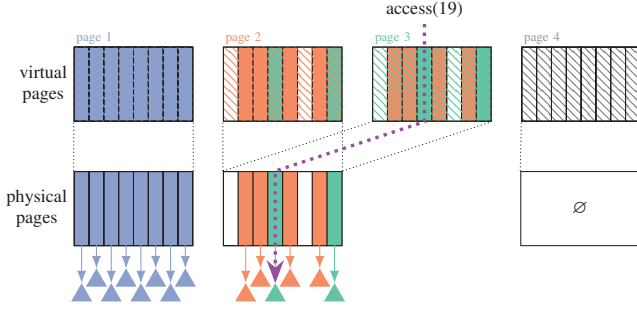 access(19)
page 1
page 2
page 3
page 4
virtual
pages
physical
pages
∅